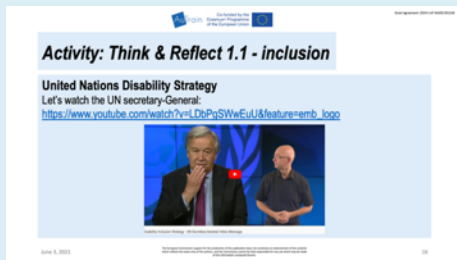 AuTrain
Co-funded by the
Erasmus+ Programme
of the European Union
Activity: Think & Reflect 1.1 - inclusion
United Nations Disability Strategy
Let's watch the UN secretary-General:
https://www.youtube.com/watch?v=LDbPgSWwEuU&feature=emb_logo
June 3, 2021